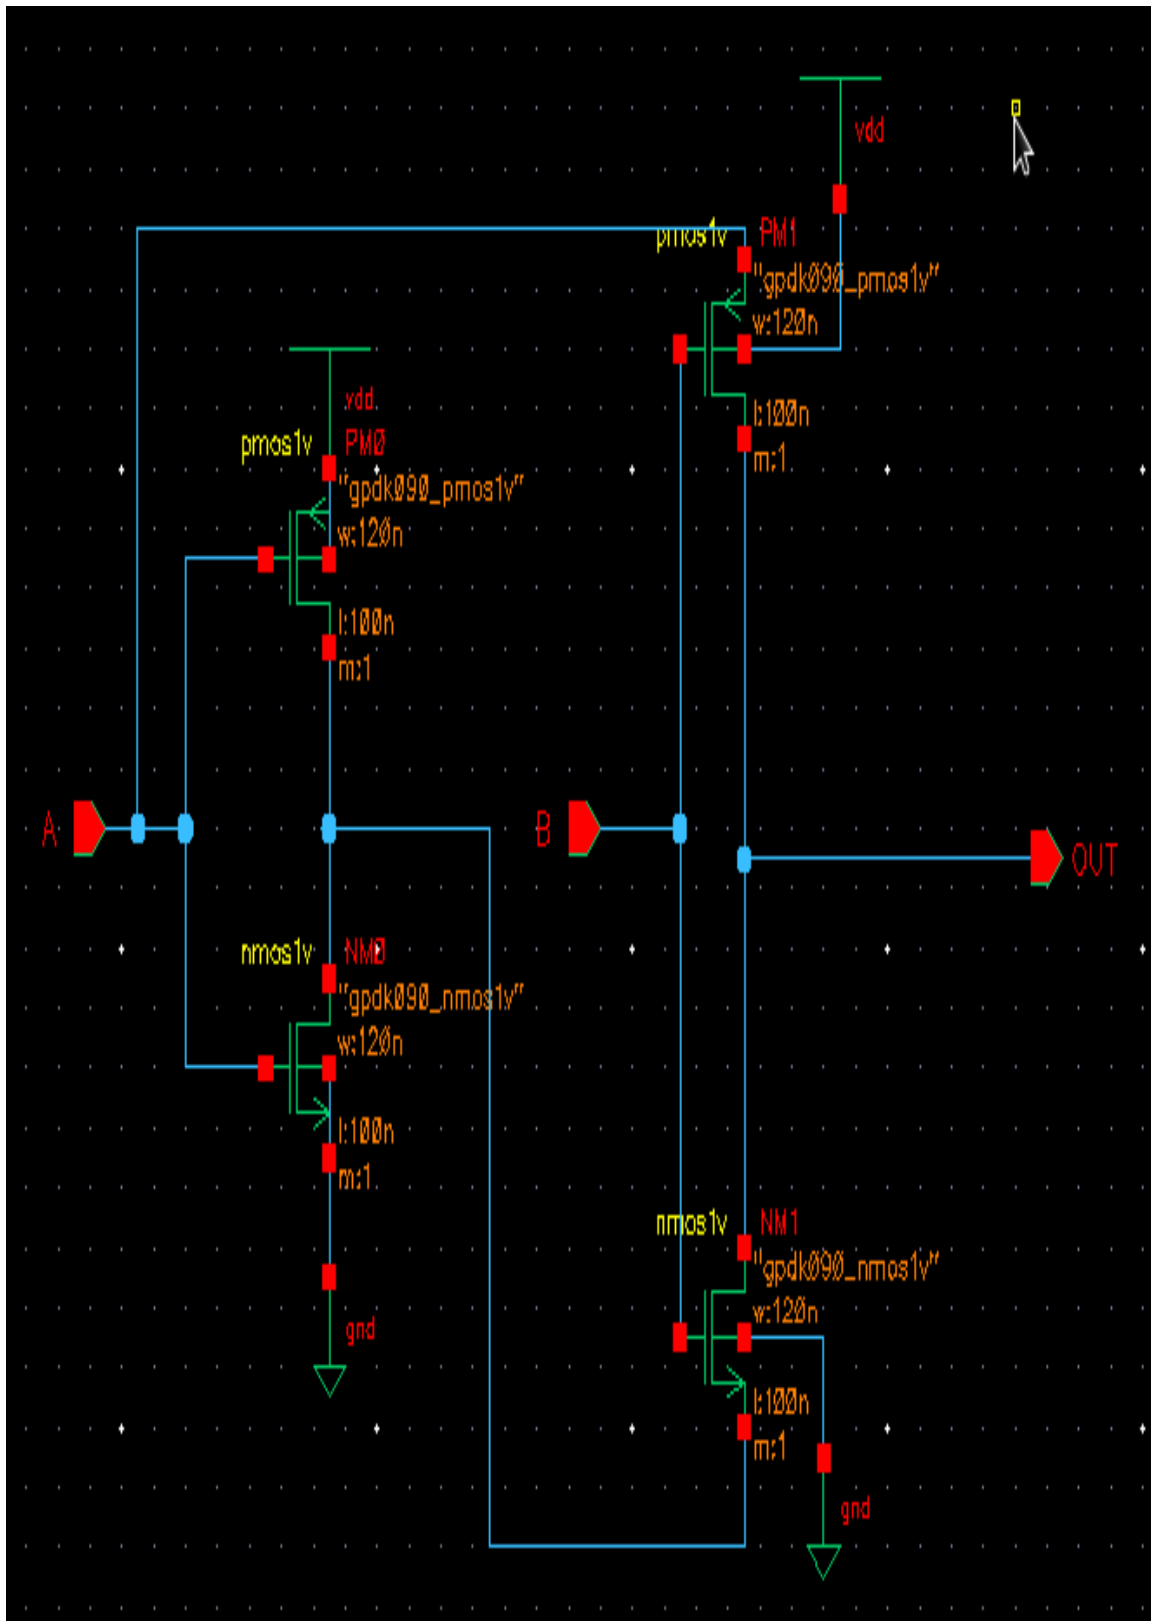 vdd
pmos1v PM1
"gpdk090_pmos1v"
w:120n
l:100n
m:1
vdd
pmos1v PM0
"gpdk090_pmos1v"
w:120n
l:100n
m:1
A
B
OUT
nmos1v NM0
"gpdk090_nmos1v"
w:120n
l:100n
m:1
gnd
nmos1v NM1
"gpdk090_nmos1v"
w:120n
l:100n
m:1
gnd